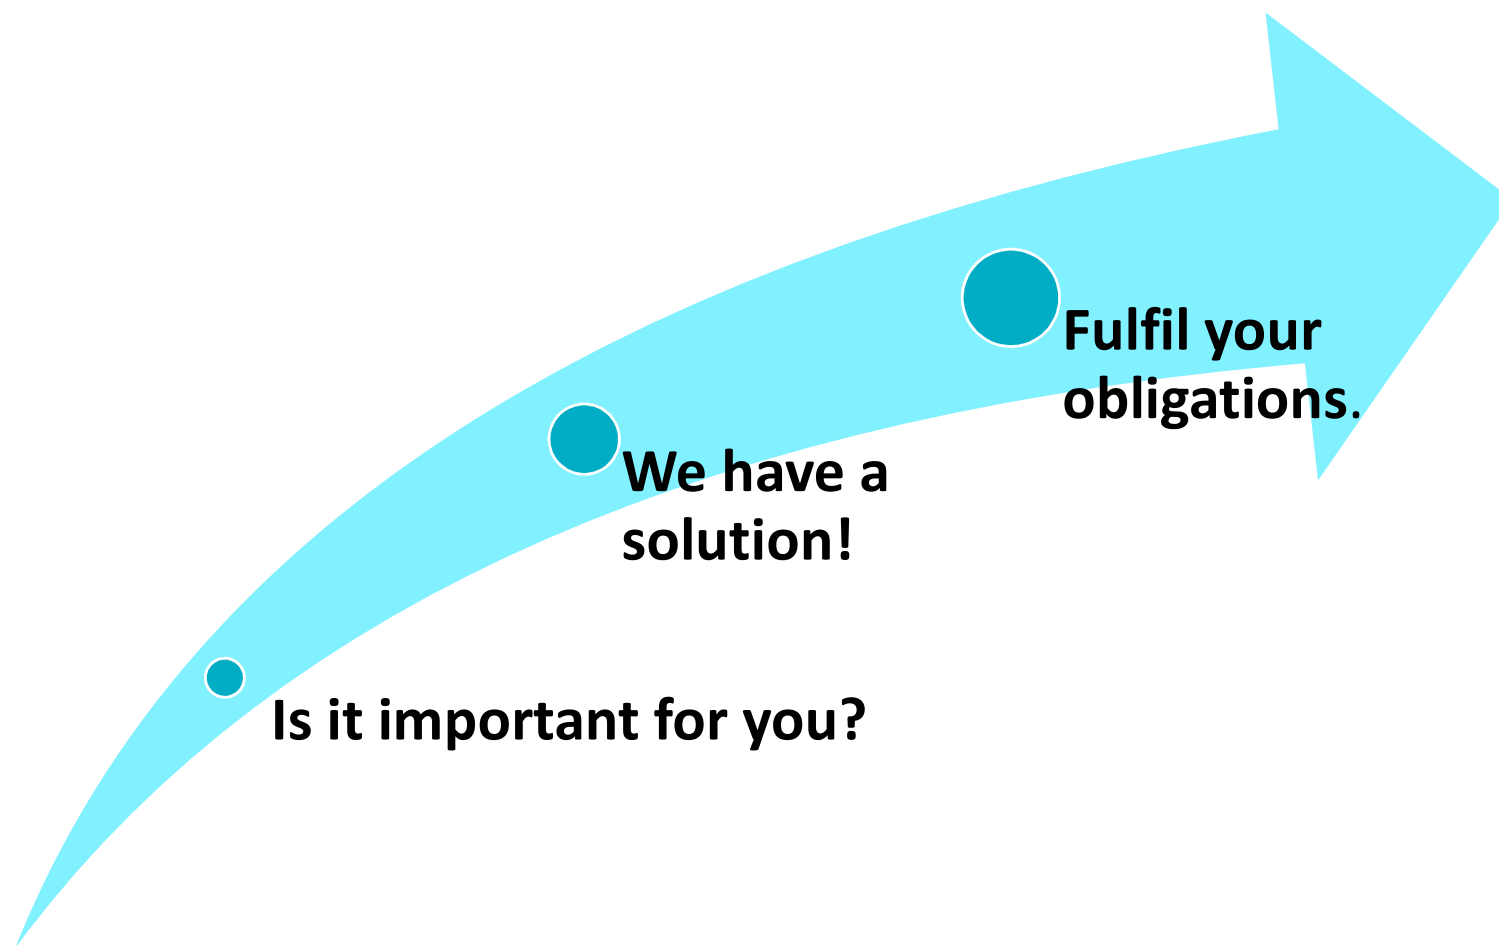 Fulfil your
obligations.
We have a
solution!
Is it important for you?